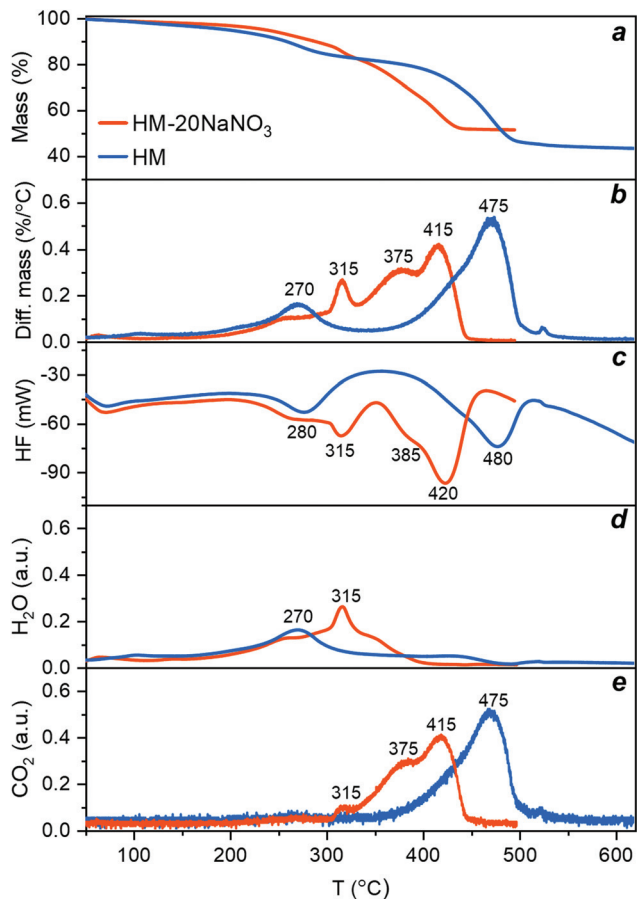 a
100
80
60
40
Mass (%)
HM-20NaNO₃
HM
b
0.6
0.4
0.2
0.0
Diff. mass (%/°C)
270
315
375
415
475
c
-30
-60
-90
HF (mW)
280
315
385
420
480
d
0.6
0.4
0.2
0.0
H₂O (a.u.)
270
315
e
0.6
0.4
0.2
0.0
CO₂ (a.u.)
315
375
415
475
100 200 300 400 500 600
T (°C)